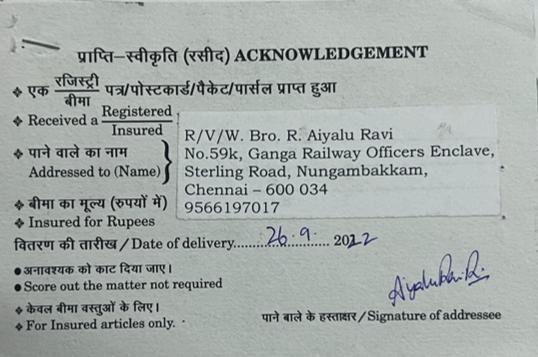 प्राप्ति–स्वीकृति (रसीद) ACKNOWLEDGEMENT
❖ एक रजिस्ट्री/बीमा पत्र/पोस्टकार्ड/पैकेट/पार्सल प्राप्त हुआ
❖ Received a Registered/Insured
❖ पाने वाले का नाम
Addressed to (Name)
R/V/W. Bro. R. Aiyalu Ravi
No.59k, Ganga Railway Officers Enclave,
Sterling Road, Nungambakkam,
Chennai – 600 034
9566197017
❖ बीमा का मूल्य (रुपयों में)
❖ Insured for Rupees
वितरण की तारीख / Date of delivery......26.9...... 2022
● अनावश्यक को काट दिया जाए।
● Score out the matter not required
❖ केवल बीमा वस्तुओं के लिए।
❖ For Insured articles only.
Aiyalu Ravi.R.
पाने बाले के हस्ताक्षर / Signature of addressee